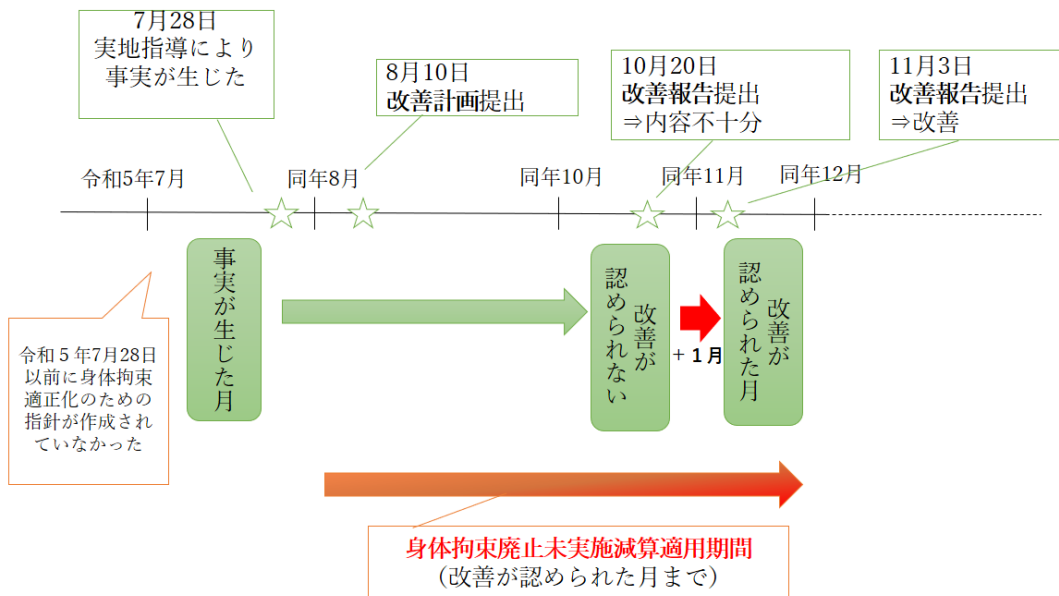 7月28日
実地指導により
事実が生じた
8月10日
改善計画提出
10月20日
改善報告提出
⇒内容不十分
11月3日
改善報告提出
⇒改善
令和5年7月
同年8月
同年10月
同年11月
同年12月
事実が生じた月
改善が
認められない
+1月
改善が
認められた月
令和5年7月28日
以前に身体拘束
適正化のための
指針が作成され
ていなかった
身体拘束廃止未実施減算適用期間
(改善が認められた月まで)